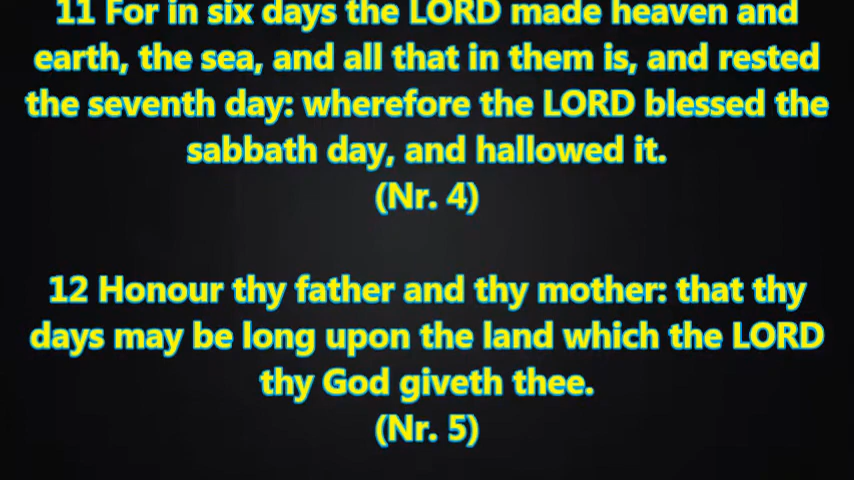 11 For in six days the LORD made heaven and
earth, the sea, and all that in them is, and rested
the seventh day: wherefore the LORD blessed the
sabbath day, and hallowed it.
(Nr. 4)
12 Honour thy father and thy mother: that thy
days may be long upon the land which the LORD
thy God giveth thee.
(Nr. 5)